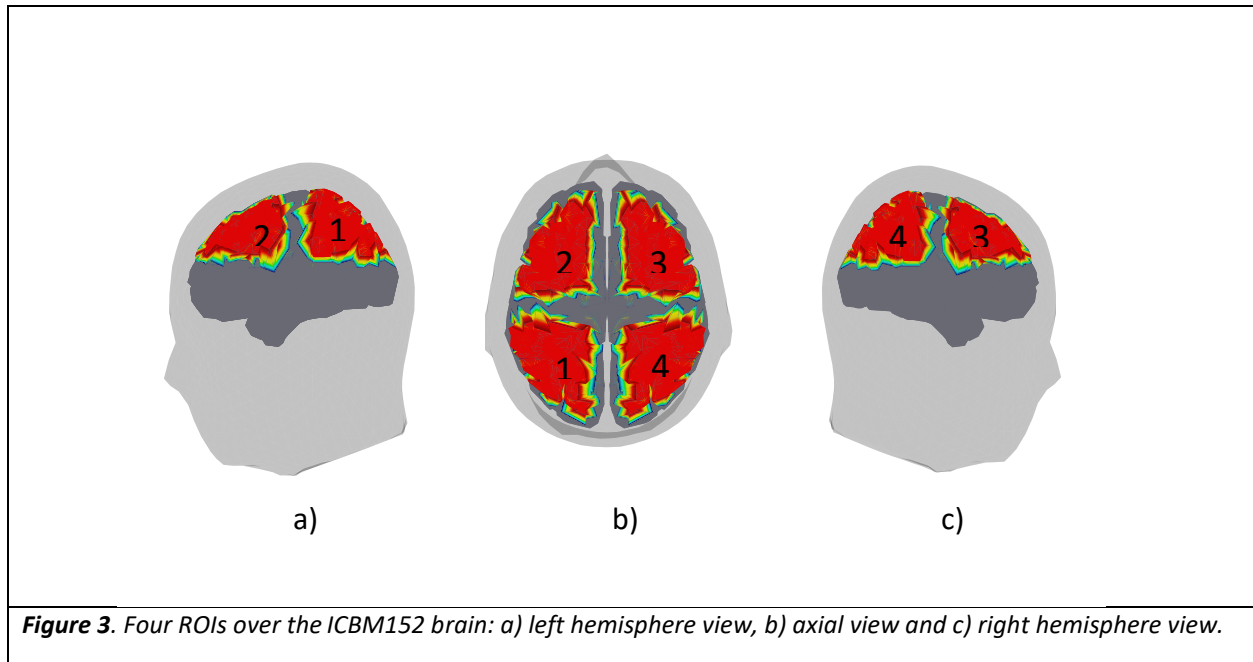 2 1
2 3
1 4
4 3
a) b) c)
Figure 3. Four ROIs over the ICBM152 brain: a) left hemisphere view, b) axial view and c) right hemisphere view.